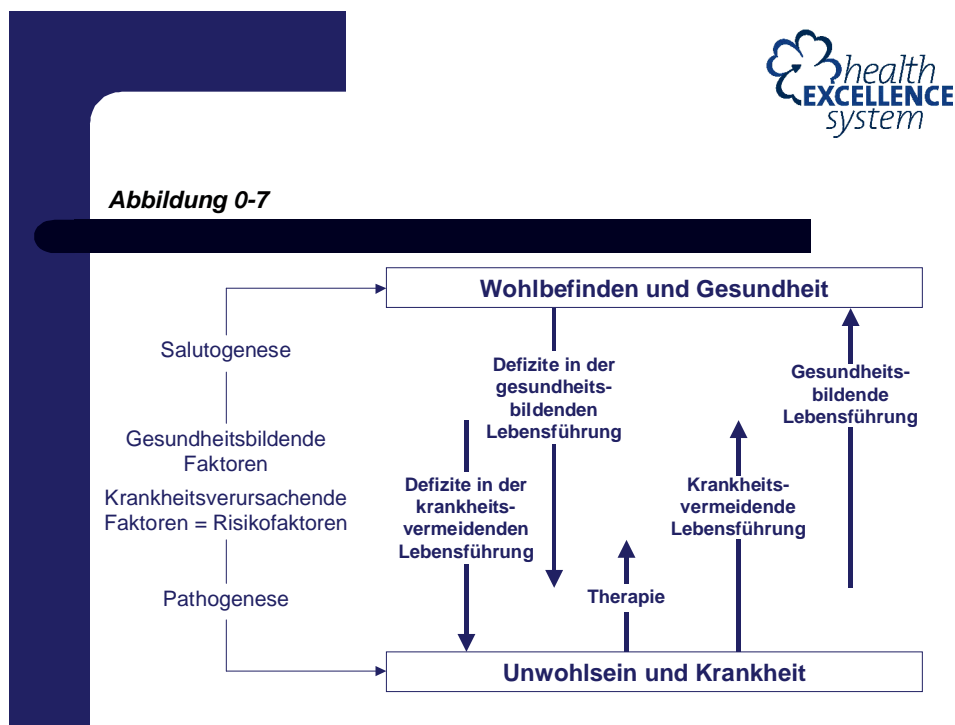 health
EXCELLENCE
system
Abbildung 0-7
Wohlbefinden und Gesundheit
Salutogenese
Gesundheitsbildende
Faktoren
Krankheitsverursachende
Faktoren = Risikofaktoren
Pathogenese
Defizite in der
krankheits-
vermeidenden
Lebensführung
Defizite in der
gesundheits-
bildenden
Lebensführung
Therapie
Krankheits-
vermeidende
Lebensführung
Gesundheits-
bildende
Lebensführung
Unwohlsein und Krankheit